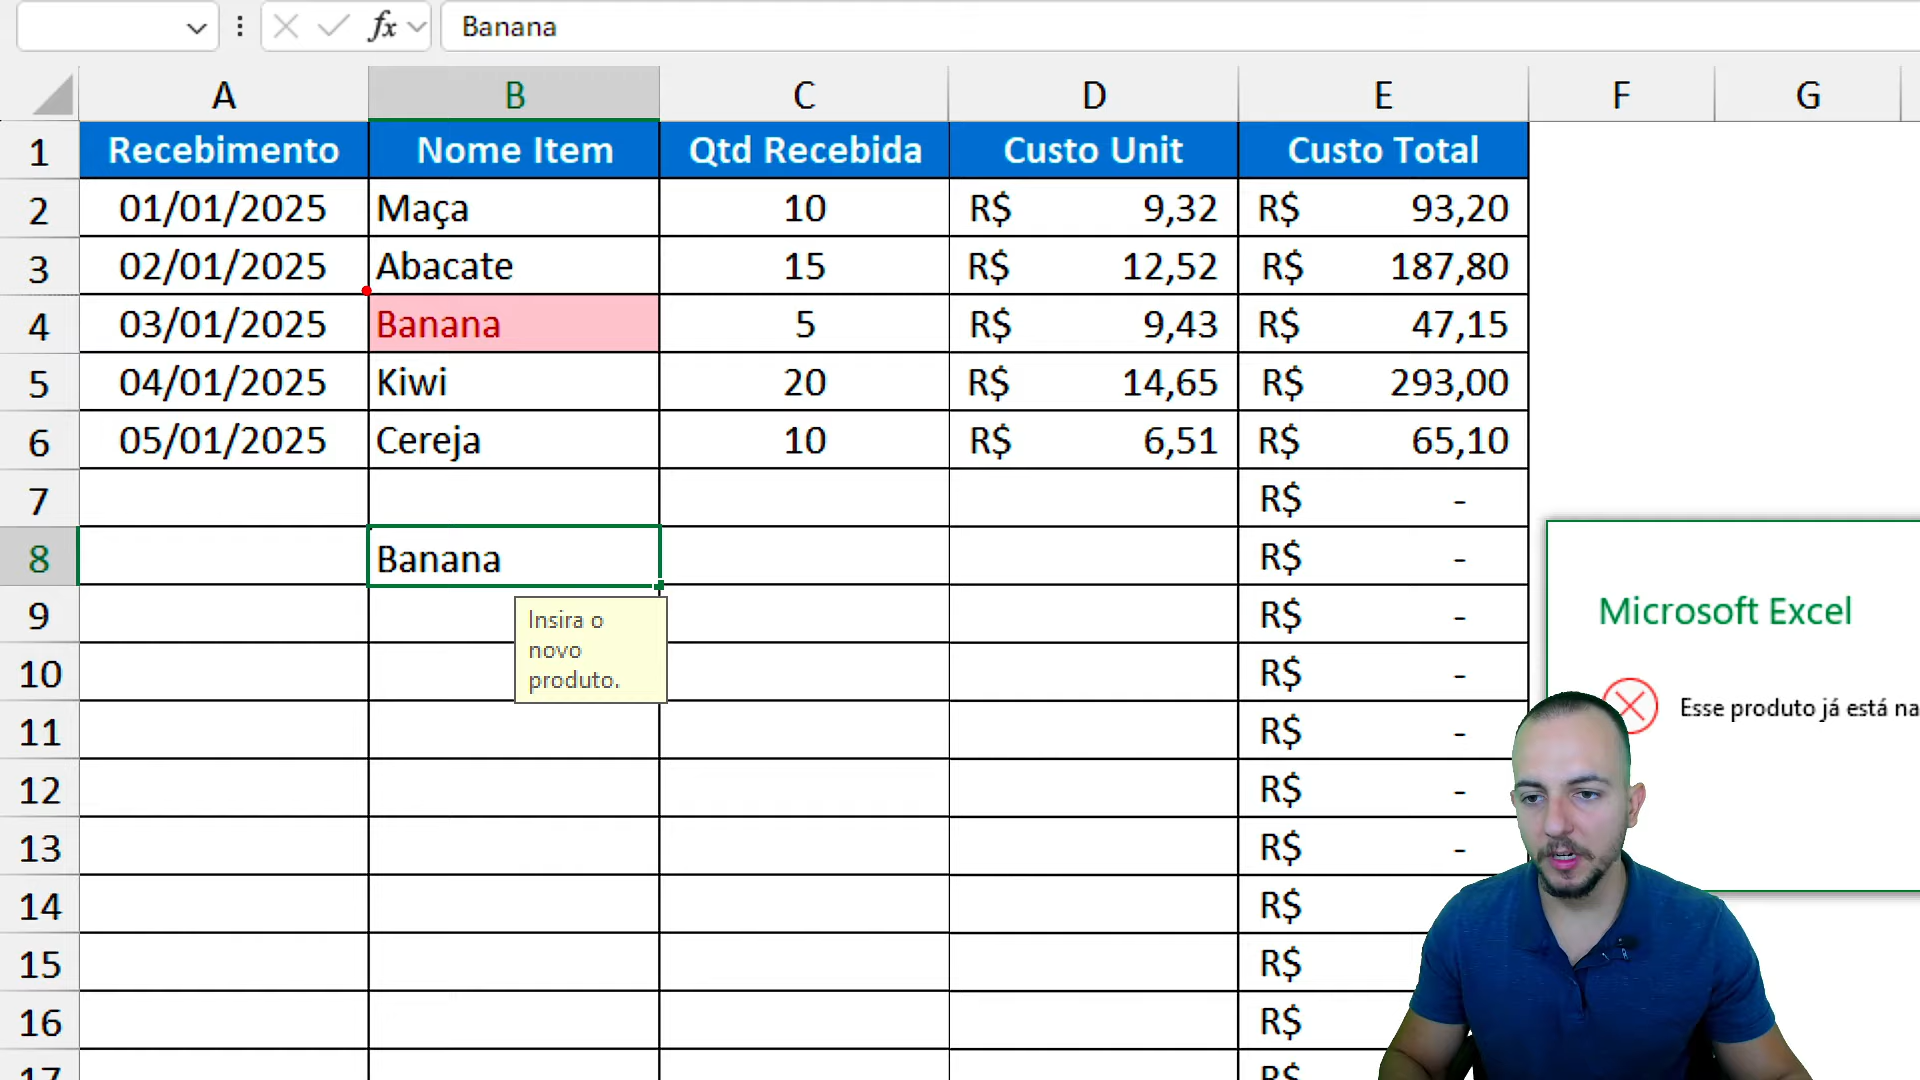 fx Banana
A B C D E F G
1 Recebimento Nome Item Qtd Recebida Custo Unit Custo Total
2 01/01/2025 Maça 10 R$ 9,32 R$ 93,20
3 02/01/2025 Abacate 15 R$ 12,52 R$ 187,80
4 03/01/2025 Banana 5 R$ 9,43 R$ 47,15
5 04/01/2025 Kiwi 20 R$ 14,65 R$ 293,00
6 05/01/2025 Cereja 10 R$ 6,51 R$ 65,10
7 R$ -
8 Banana R$ -
9 R$ -
10 R$ -
11 R$ -
12 R$ -
13 R$ -
14 R$
15 R$
16 R$
17 R$
Insira o
novo
produto.
Microsoft Excel
Esse produto já está na